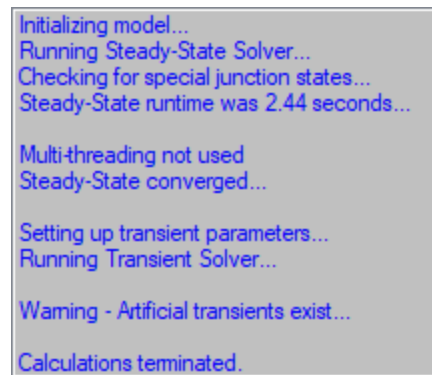 Initializing model...
Running Steady-State Solver...
Checking for special junction states...
Steady-State runtime was 2.44 seconds...
Multi-threading not used
Steady-State converged...
Setting up transient parameters...
Running Transient Solver...
Warning - Artificial transients exist...
Calculations terminated.